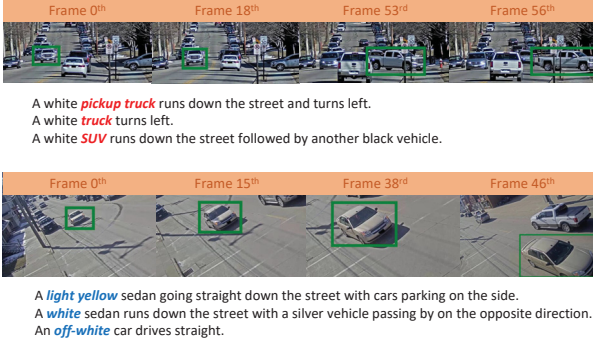 Frame 0th Frame 18th Frame 53rd Frame 56th
A white pickup truck runs down the street and turns left.
A white truck turns left.
A white SUV runs down the street followed by another black vehicle.
Frame 0th Frame 15th Frame 38rd Frame 46th
A light yellow sedan going straight down the street with cars parking on the side.
A white sedan runs down the street with a silver vehicle passing by on the opposite direction.
An off-white car drives straight.